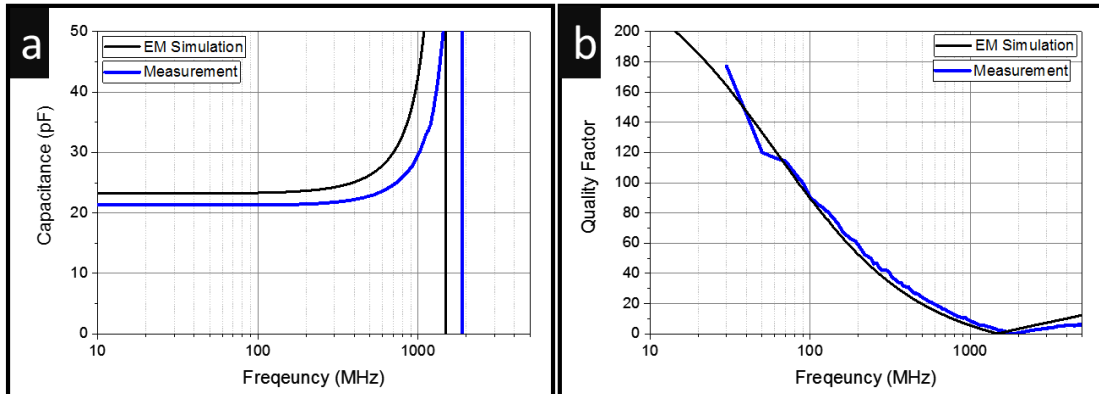 a
EM Simulation
Measurement
50
40
30
20
10
0
Capacitance (pF)
10
100
1000
Freqeuncy (MHz)
b
EM Simulation
Measurement
200
180
160
140
120
100
80
60
40
20
0
Quality Factor
10
100
1000
Freqeuncy (MHz)